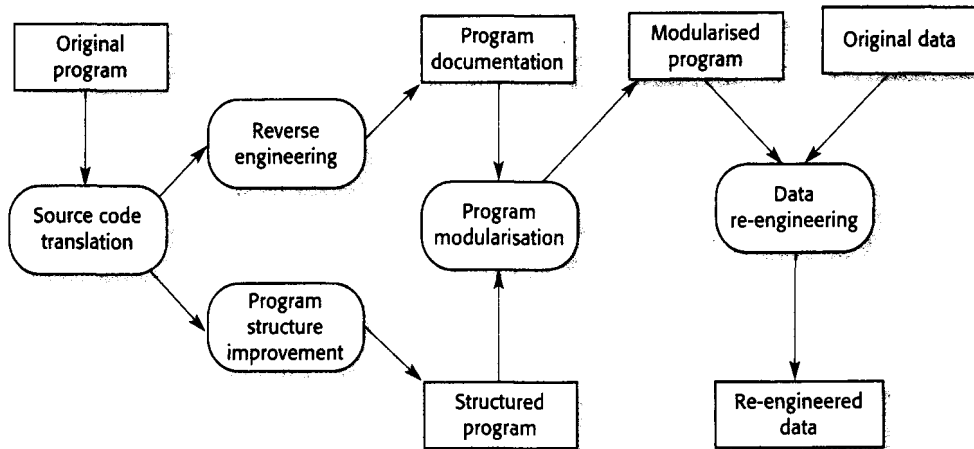 Original
program
Program
documentation
Modularised
program
Original data
Reverse
engineering
Source code
translation
Program
modularisation
Data
re-engineering
Program
structure
improvement
Structured
program
Re-engineered
data